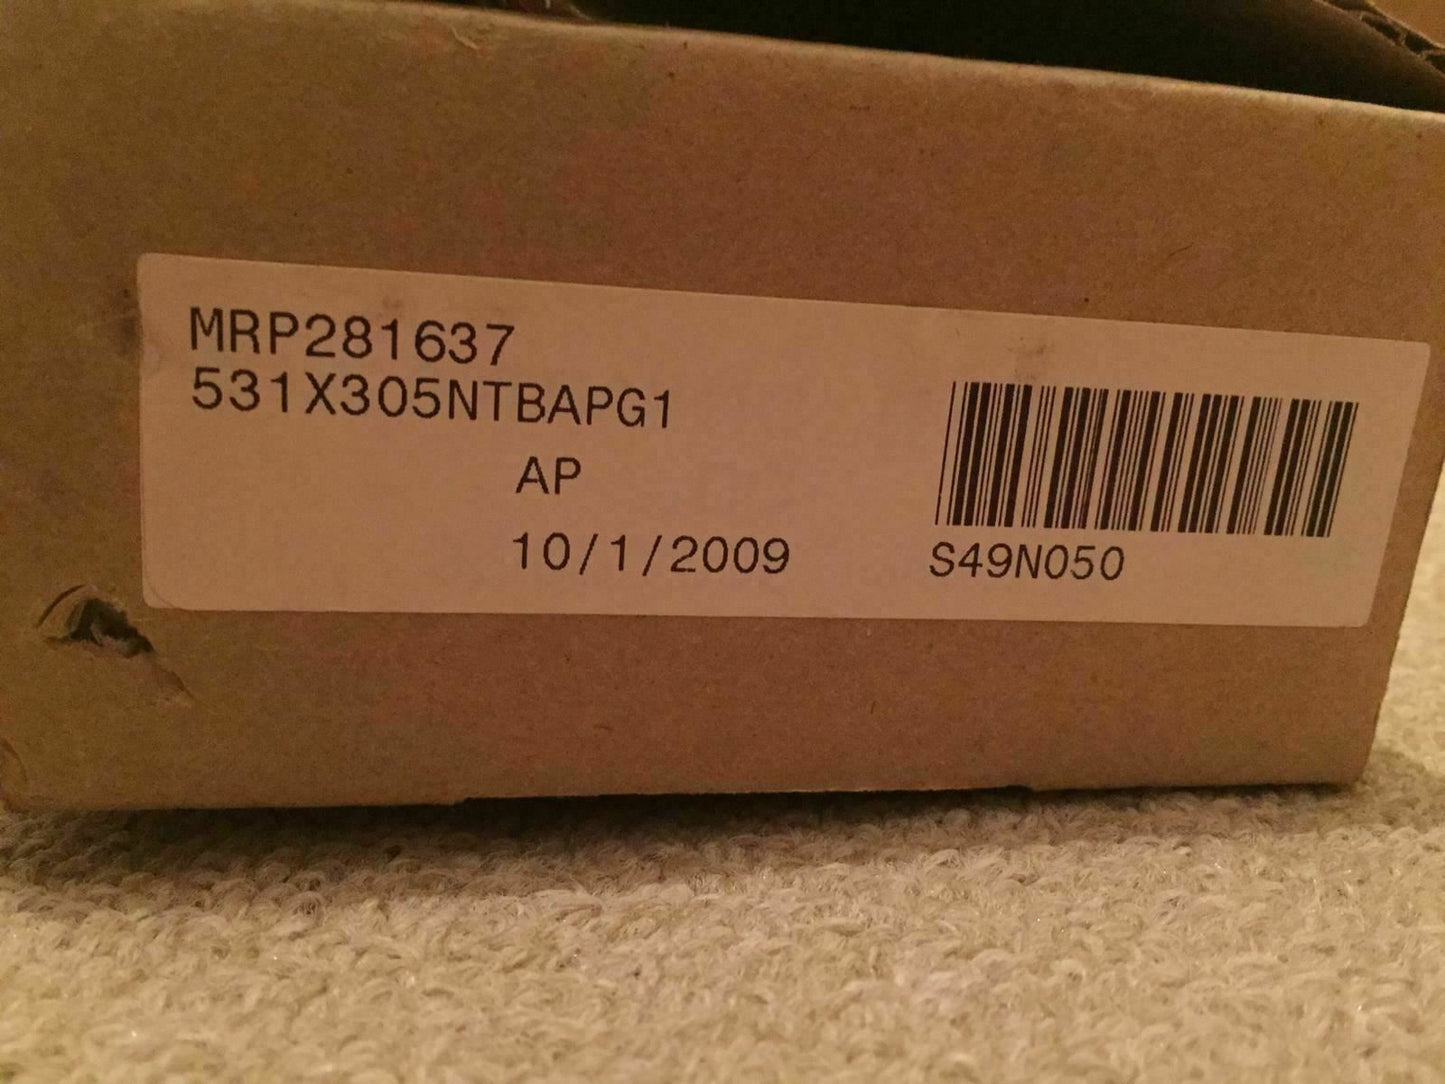 MRP281637
531X305NTBAPG1
AP
10/1/2009
S49N050